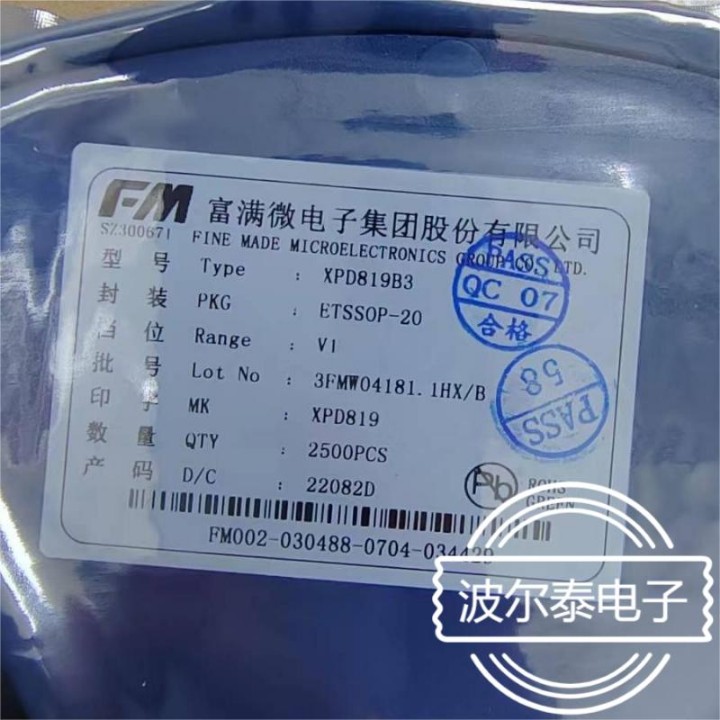 FM 富满微电子集团股份有限公司
SZ300671 FINE MADE MICROELECTRONICS GROUP CO., LTD.
型 号 Type : XPD819B3
封 装 PKG : ETSSOP-20
档 位 Range : V1
批 号 Lot No : 3FMW04181.1HX/B
印 字 MK : XPD819
数 量 QTY : 2500PCS
产 码 D/C : 22082D
PASS
QC 07
合格
58
PASS
Pb
ROHS
GREEN
FM002-030488-0704-034429
波尔泰电子